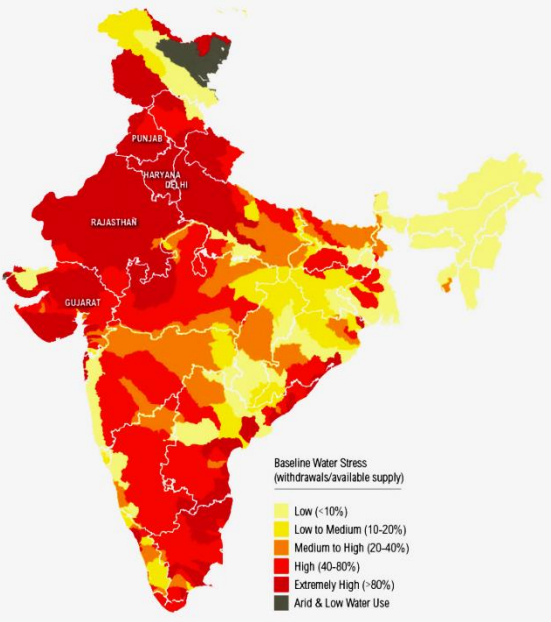 PUNJAB
HARYANA
DELHI
RAJASTHAN
GUJARAT
Baseline Water Stress
(withdrawals/available supply)
Low (<10%)
Low to Medium (10-20%)
Medium to High (20-40%)
High (40-80%)
Extremely High (>80%)
Arid & Low Water Use